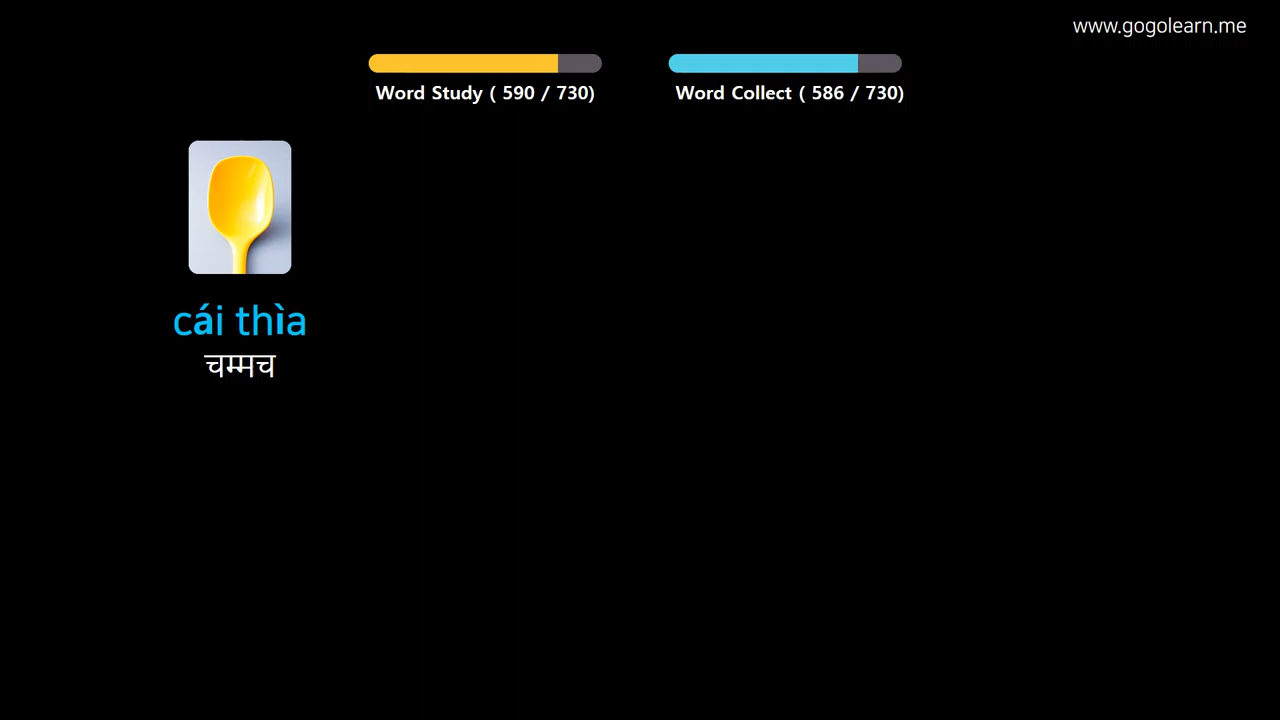 www.gogolearn.me
Word Study ( 590 / 730)
Word Collect ( 586 / 730)
cái thìa
चम्मच